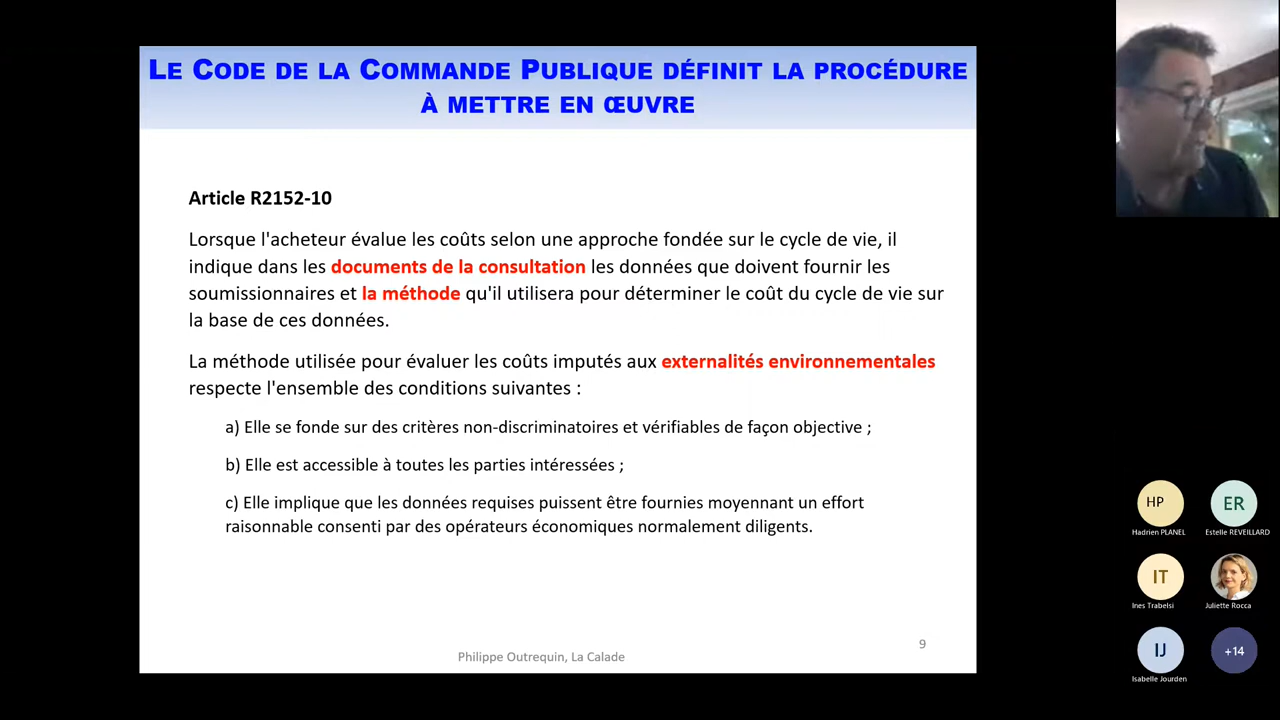 LE CODE DE LA COMMANDE PUBLIQUE DÉFINIT LA PROCÉDURE
À METTRE EN ŒUVRE
Article R2152-10
Lorsque l'acheteur évalue les coûts selon une approche fondée sur le cycle de vie, il
indique dans les documents de la consultation les données que doivent fournir les
soumissionnaires et la méthode qu'il utilisera pour déterminer le coût du cycle de vie sur
la base de ces données.
La méthode utilisée pour évaluer les coûts imputés aux externalités environnementales
respecte l'ensemble des conditions suivantes :
a) Elle se fonde sur des critères non-discriminatoires et vérifiables de façon objective ;
b) Elle est accessible à toutes les parties intéressées ;
c) Elle implique que les données requises puissent être fournies moyennant un effort
raisonnable consenti par des opérateurs économiques normalement diligents.
Philippe Outrequin, La Calade
9
HP
ER
Hadrien PLANEL
Estelle REVEILLARD
IT
Ines Trabelsi
Juliette Rocca
IJ
+14
Isabelle Jourden